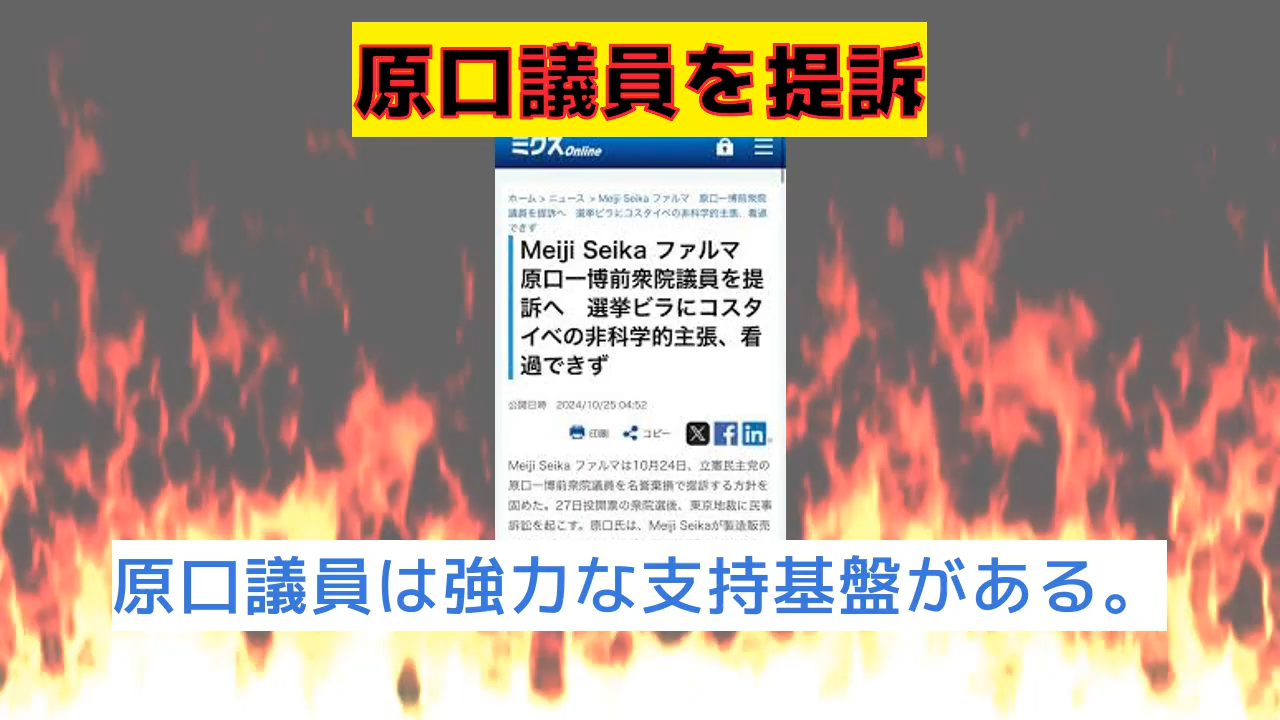 原口議員を提訴
ミクスOnline
ホーム > ニュース > Meiji Seika ファルマ　原口一博前衆院
議員を提訴へ　選挙ビラにコスタイベの非科学的主張、看過
できず
Meiji Seika ファルマ
原口一博前衆院議員を提
訴へ　選挙ビラにコスタ
イベの非科学的主張、看
過できず
公開日時　2024/10/25 04:52
印刷 コピー
Meiji Seika ファルマは10月24日、立憲民主党の
原口一博前衆院議員を名誉棄損で提訴する方針を
固めた。27日投開票の衆院選後、東京地裁に民事
訴訟を起こす。原口氏は、Meiji Seikaが製造販売
原口議員は強力な支持基盤がある。